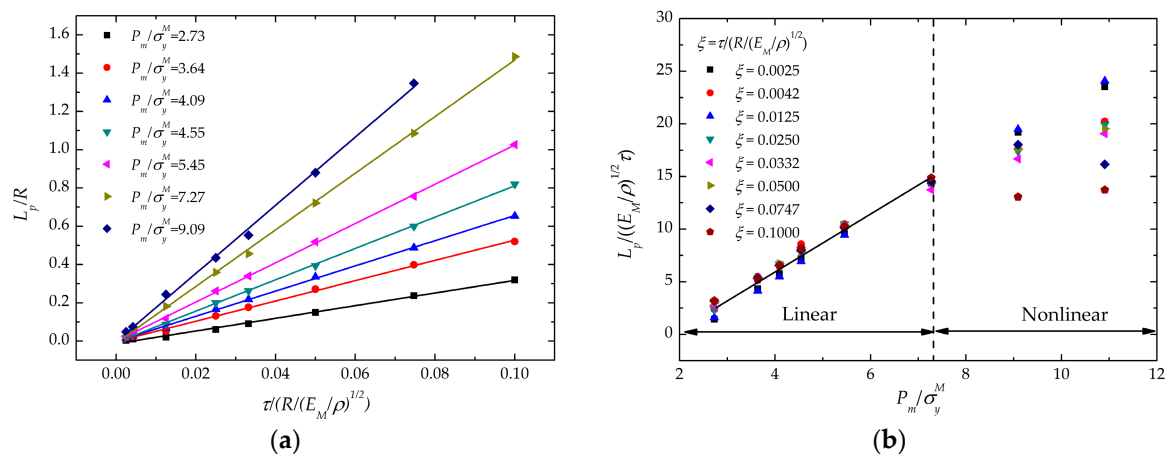 P_m/σ_y^M=2.73
P_m/σ_y^M=3.64
P_m/σ_y^M=4.09
P_m/σ_y^M=4.55
P_m/σ_y^M=5.45
P_m/σ_y^M=7.27
P_m/σ_y^M=9.09
1.6
1.4
1.2
1.0
0.8
0.6
0.4
0.2
0.0
L_p/R
0.00 0.02 0.04 0.06 0.08 0.10
τ/(R/(E_M/ρ)^1/2)
(a)
ξ=τ/(R/(E_M/ρ)^1/2)
ξ=0.0025
ξ=0.0042
ξ=0.0125
ξ=0.0250
ξ=0.0332
ξ=0.0500
ξ=0.0747
ξ=0.1000
30
25
20
15
10
5
0
L_p/((E_M/ρ)^1/2 τ)
Linear
Nonlinear
2 4 6 8 10 12
P_m/σ_y^M
(b)